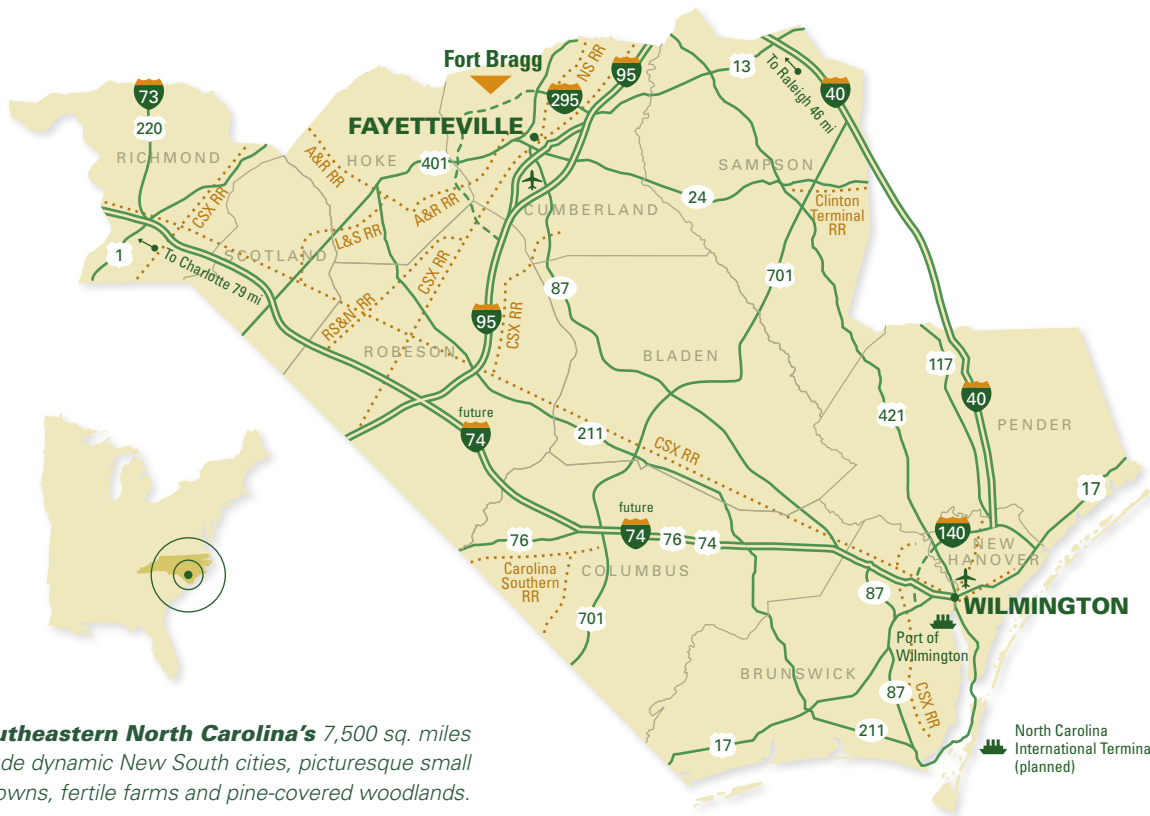 Fort Bragg
NS RR
95
13
To Raleigh 46 mi
40
73
220
295
FAYETTEVILLE
RICHMOND
A&R RR
HOKE
401
SAMPSON
24
Clinton
Terminal
RR
CSX RR
A&R RR
CUMBERLAND
1
To Charlotte 79 mi
SCOTLAND
L&S RR
CSX RR
87
701
RS&N RR
95
CSX RR
ROBESON
BLADEN
117
40
421
PENDER
future
74
211
CSX RR
17
future
74
76
74
140
NEW
HANOVER
76
Carolina
Southern
RR
COLUMBUS
87
WILMINGTON
701
Port of
Wilmington
BRUNSWICK
87
CSX RR
17
211
North Carolina
International Termina
(planned)
utheastern North Carolina's 7,500 sq. miles
de dynamic New South cities, picturesque small
owns, fertile farms and pine-covered woodlands.